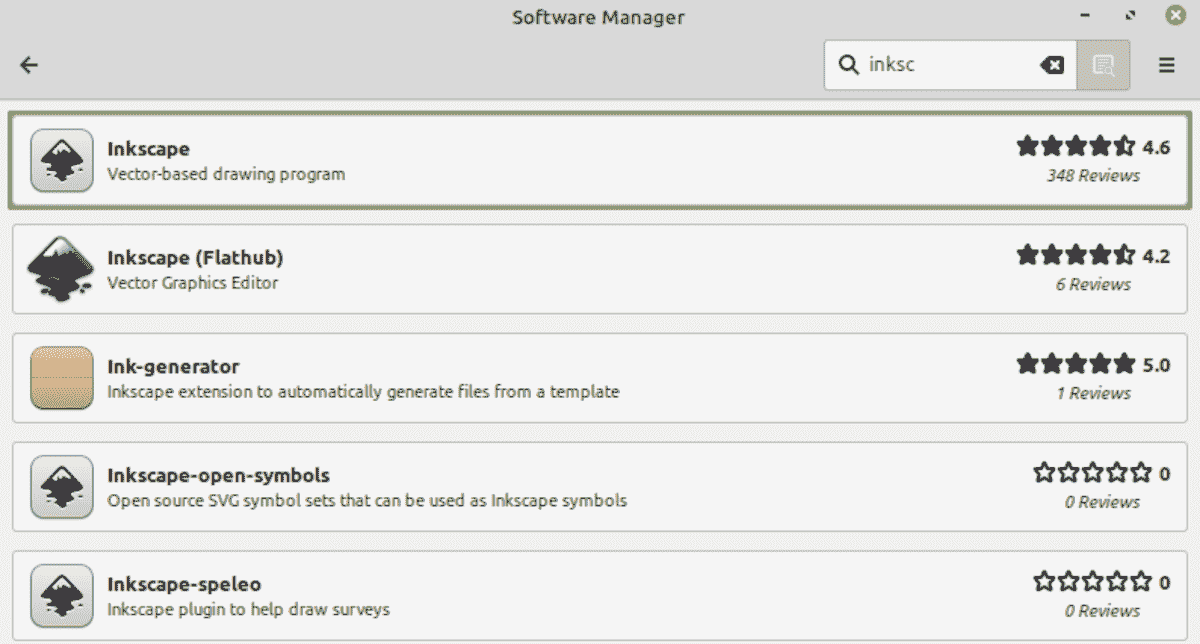 Software Manager
inksc
Inkscape
Vector-based drawing program
4.6
348 Reviews
Inkscape (Flathub)
Vector Graphics Editor
4.2
6 Reviews
Ink-generator
Inkscape extension to automatically generate files from a template
5.0
1 Reviews
Inkscape-open-symbols
Open source SVG symbol sets that can be used as Inkscape symbols
0
0 Reviews
Inkscape-speleo
Inkscape plugin to help draw surveys
0
0 Reviews